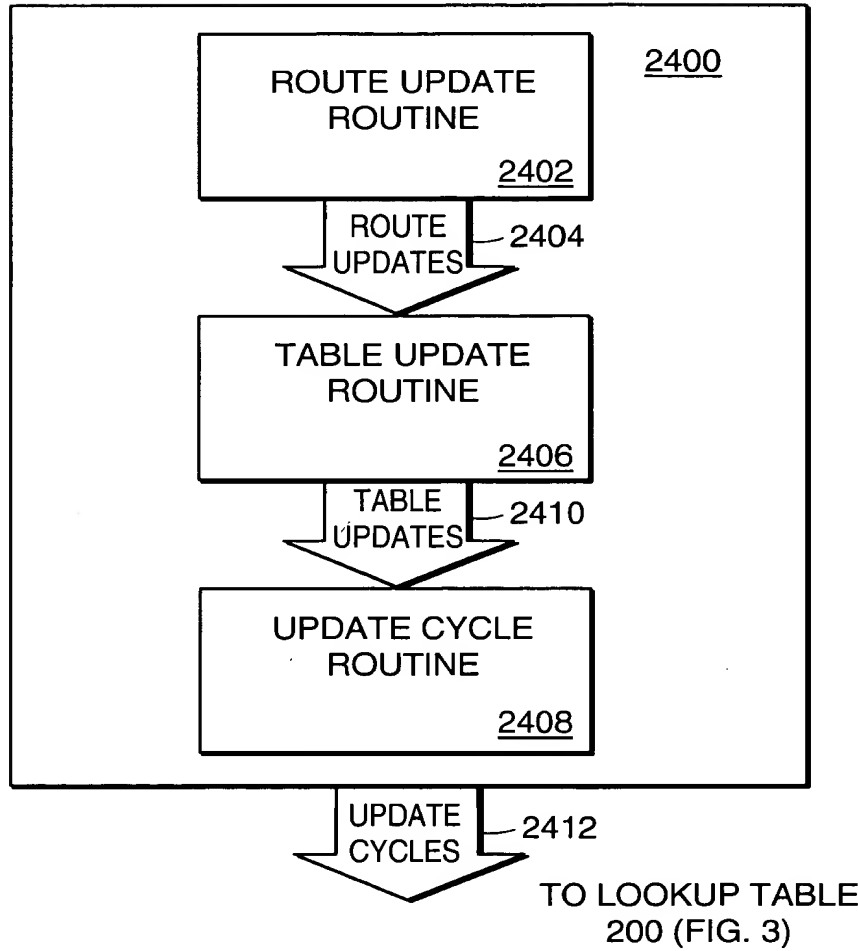 2400
ROUTE UPDATE
ROUTINE
2402
ROUTE
UPDATES
2404
TABLE UPDATE
ROUTINE
2406
TABLE
UPDATES
2410
UPDATE CYCLE
ROUTINE
2408
UPDATE
CYCLES
2412
TO LOOKUP TABLE
200 (FIG. 3)